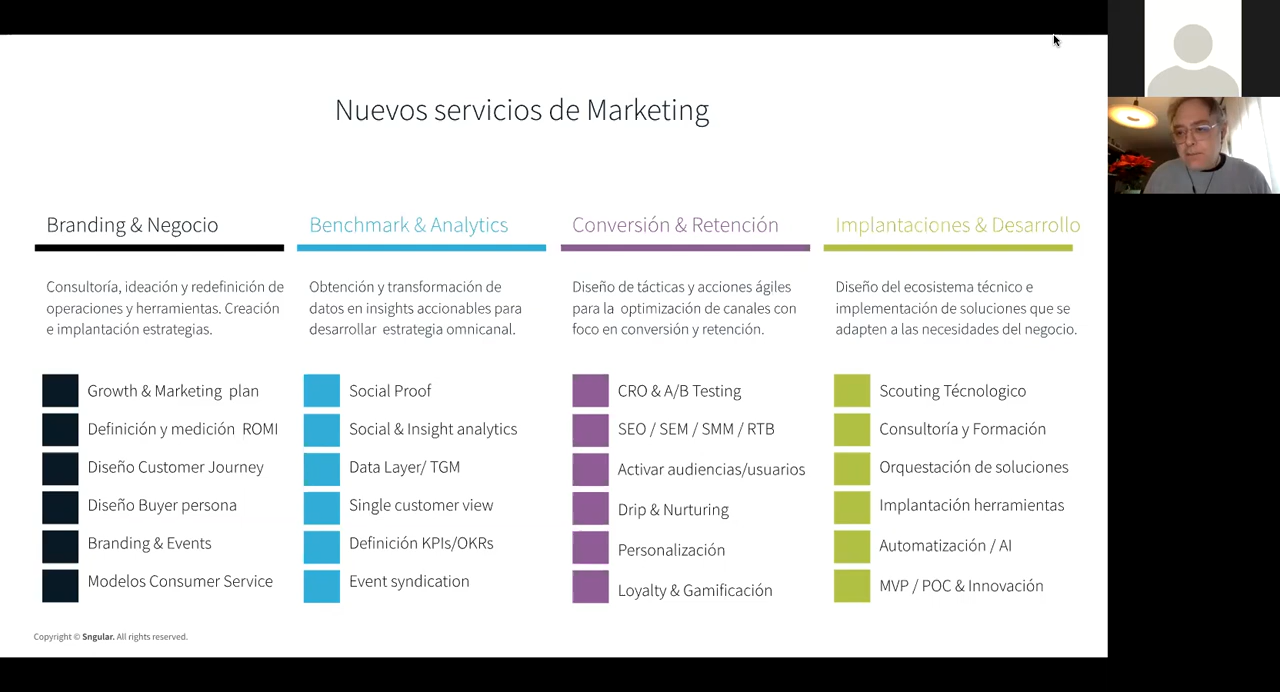 Nuevos servicios de Marketing
Branding & Negocio
Consultoría, ideación y redefinición de
operaciones y herramientas. Creación
e implantación estrategias.
Growth & Marketing plan
Definición y medición ROMI
Diseño Customer Journey
Diseño Buyer persona
Branding & Events
Modelos Consumer Service
Benchmark & Analytics
Obtención y transformación de
datos en insights accionables para
desarrollar estrategia omnicanal.
Social Proof
Social & Insight analytics
Data Layer/ TGM
Single customer view
Definición KPIs/OKRs
Event syndication
Conversión & Retención
Diseño de tácticas y acciones ágiles
para la optimización de canales con
foco en conversión y retención.
CRO & A/B Testing
SEO / SEM / SMM / RTB
Activar audiencias/usuarios
Drip & Nurturing
Personalización
Loyalty & Gamificación
Implantaciones & Desarrollo
Diseño del ecosistema técnico e
implementación de soluciones que se
adapten a las necesidades del negocio.
Scouting Técnologico
Consultoría y Formación
Orquestación de soluciones
Implantación herramientas
Automatización / AI
MVP / POC & Innovación
Copyright © Sngular. All rights reserved.